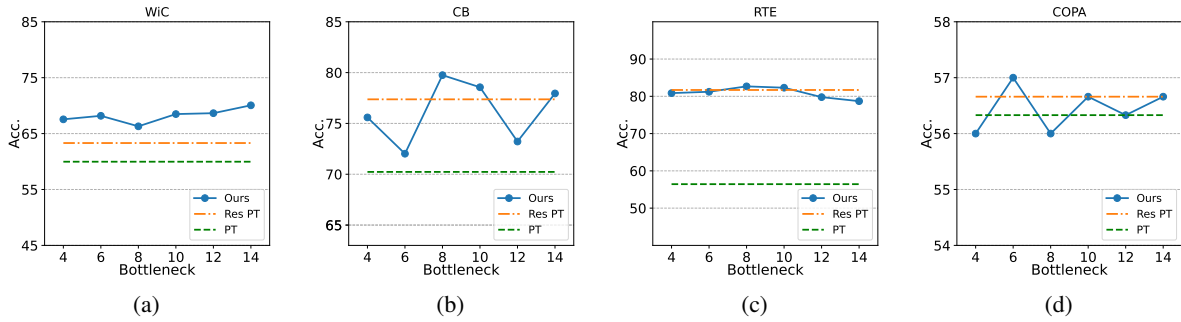 WiC
85
75
65
55
45
Acc.
4 6 8 10 12 14
Bottleneck
Ours
Res PT
PT
(a)
CB
85
80
75
70
65
Acc.
4 6 8 10 12 14
Bottleneck
Ours
Res PT
PT
(b)
RTE
90
80
70
60
50
Acc.
4 6 8 10 12 14
Bottleneck
Ours
Res PT
PT
(c)
COPA
58
57
56
55
54
Acc.
4 6 8 10 12 14
Bottleneck
Ours
Res PT
PT
(d)